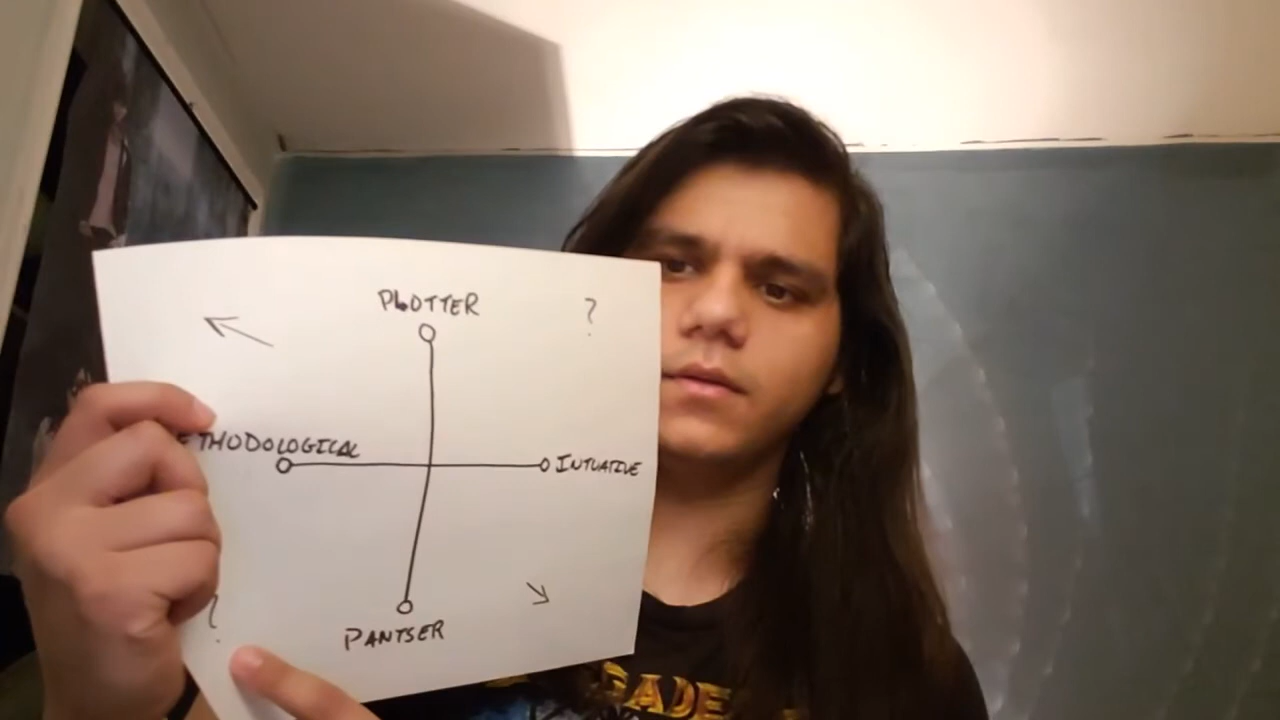 PLOTTER
?
ETHODOLOGICAL
INTUATIVE
?
PANTSER